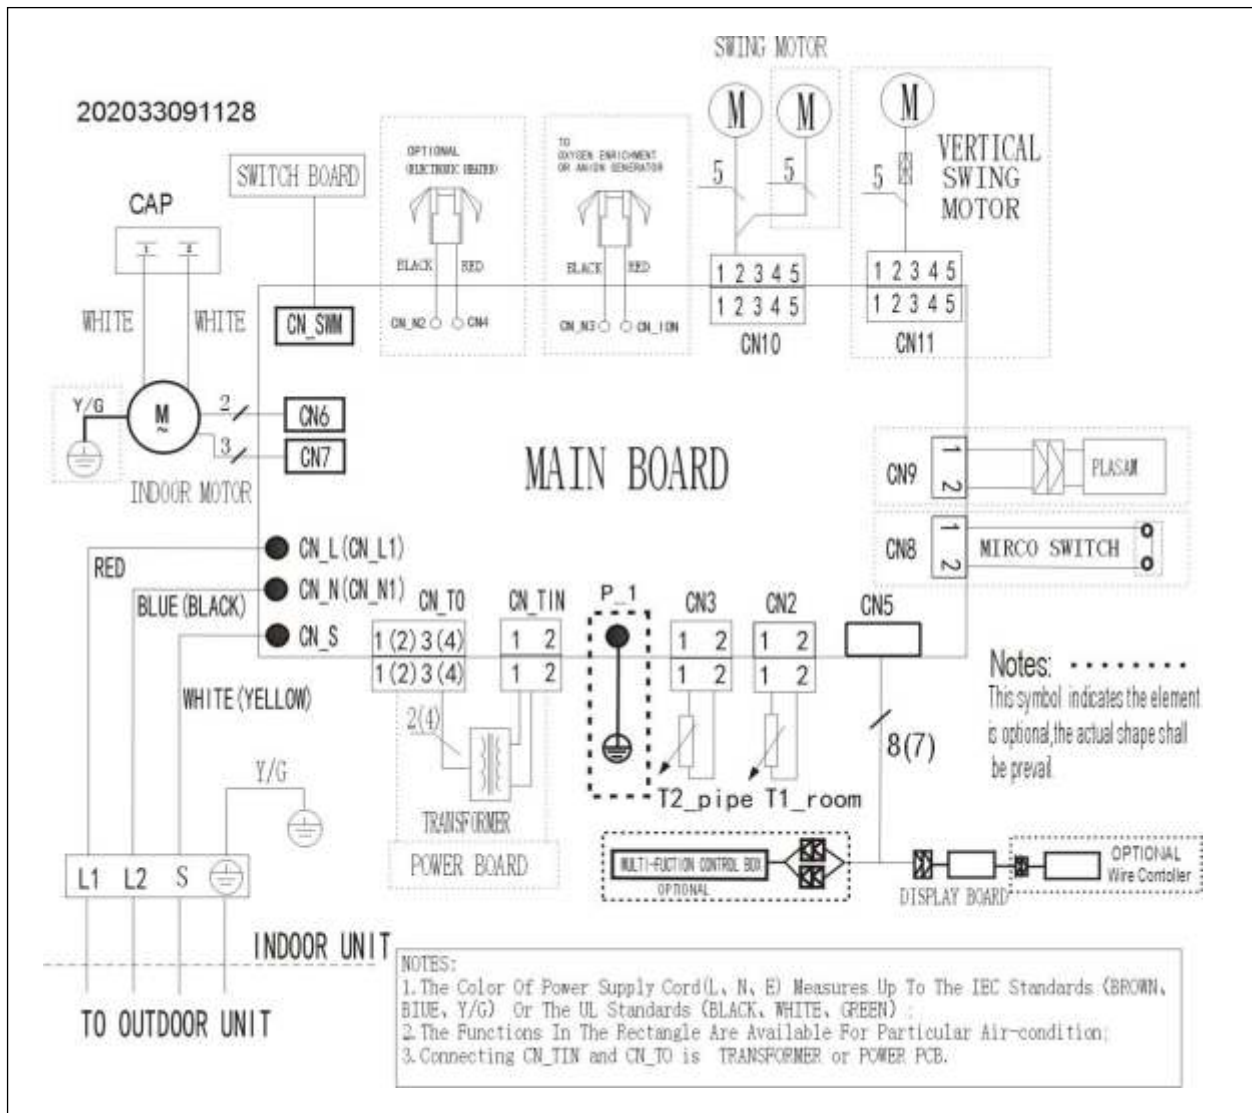 SWING MOTOR
202033091128
M
M
M
OPTIONAL
(ELECTRONIC HEATER)
TO
OXYGEN ENRICHMENT
OR ANION GENERATOR
VERTICAL
SWING
MOTOR
SWITCH BOARD
5
5
5
CAP
1
2
BLACK
RED
BLACK
RED
1 2 3 4 5
1 2 3 4 5
1 2 3 4 5
1 2 3 4 5
WHITE
WHITE
CN_SWM
CN_N2
CN4
CN_N3
CN_ION
CN10
CN11
Y/G
M
~
2
CN6
3
CN7
INDOOR MOTOR
MAIN BOARD
CN9
1
2
PLASAM
CN8
1
2
MIRCO SWITCH
CN_L(CN_L1)
RED
CN_N(CN_N1)
BLUE(BLACK)
CN_S
CN_TO
CN_TIN
P_1
CN3
CN2
CN5
1(2)3(4)
1 2
1 2
1 2
1(2)3(4)
1 2
1 2
1 2
WHITE(YELLOW)
2(4)
Notes:
This symbol indicates the element
is optional,the actual shape shall
be prevail.
8(7)
Y/G
T2_pipe
T1_room
TRANSFORMER
POWER BOARD
MULTI-FUCTION CONTROL BOX
OPTIONAL
DISPLAY BOARD
OPTIONAL
Wire Contoller
L1
L2
S
INDOOR UNIT
TO OUTDOOR UNIT
NOTES:
1.The Color Of Power Supply Cord(L、N、E) Measures Up To The IEC Standards (BROWN、
BIUE、Y/G) Or The UL Standards (BLACK、WHITE、GREEN) ;
2.The Functions In The Rectangle Are Available For Particular Air-condition;
3.Connecting CN_TIN and CN_TO is TRANSFORMER or POWER PCB.